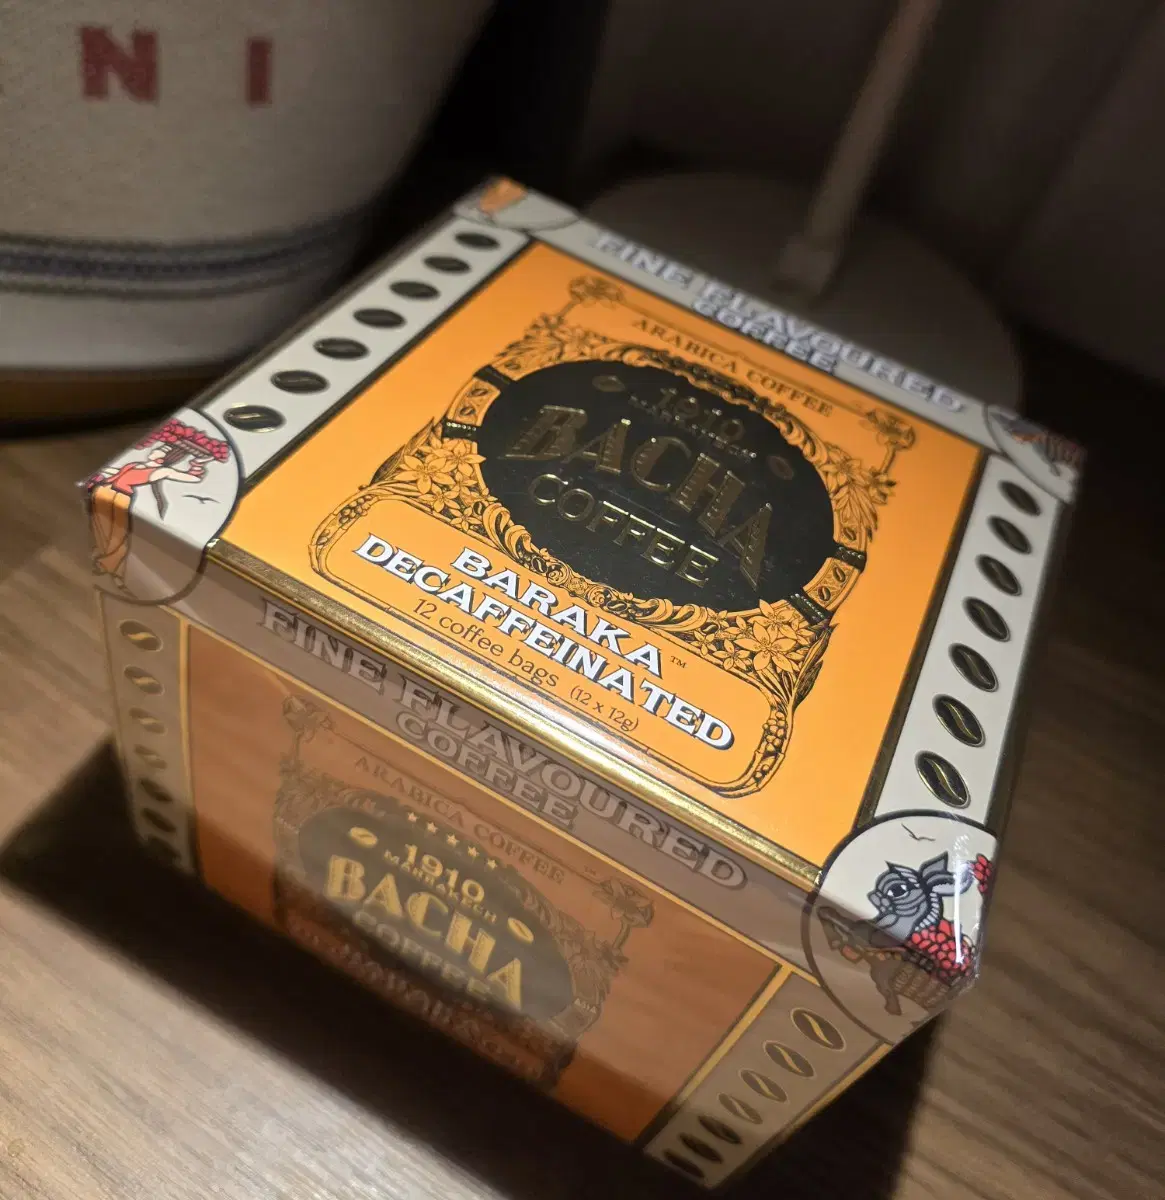 N I
FINE FLAVOURED
COFFEE
ARABICA COFFEE
1910
MARRAKECH
BACHA
COFFEE
BARAKA™
DECAFFEINATED
12 coffee bags (12 x 12g)
FINE FLAVOURED
COFFEE
ARABICA COFFEE
1910
MARRAKECH
BACHA
COFFEE